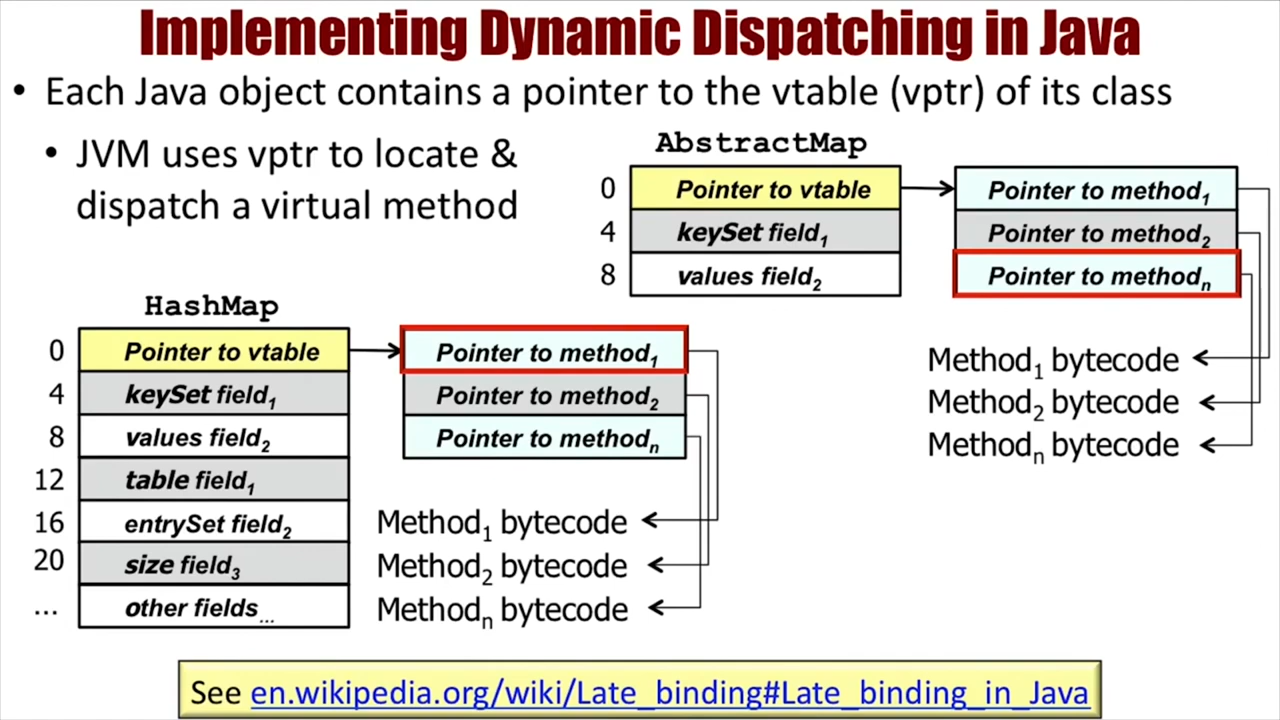 Implementing Dynamic Dispatching in Java
• Each Java object contains a pointer to the vtable (vptr) of its class
• JVM uses vptr to locate &
dispatch a virtual method
AbstractMap
0 Pointer to vtable
4 keySet field1
8 values field2
Pointer to method1
Pointer to method2
Pointer to methodn
Method1 bytecode
Method2 bytecode
Methodn bytecode
HashMap
0 Pointer to vtable
4 keySet field1
8 values field2
12 table field1
16 entrySet field2
20 size field3
... other fields...
Pointer to method1
Pointer to method2
Pointer to methodn
Method1 bytecode
Method2 bytecode
Methodn bytecode
See en.wikipedia.org/wiki/Late_binding#Late_binding_in_Java